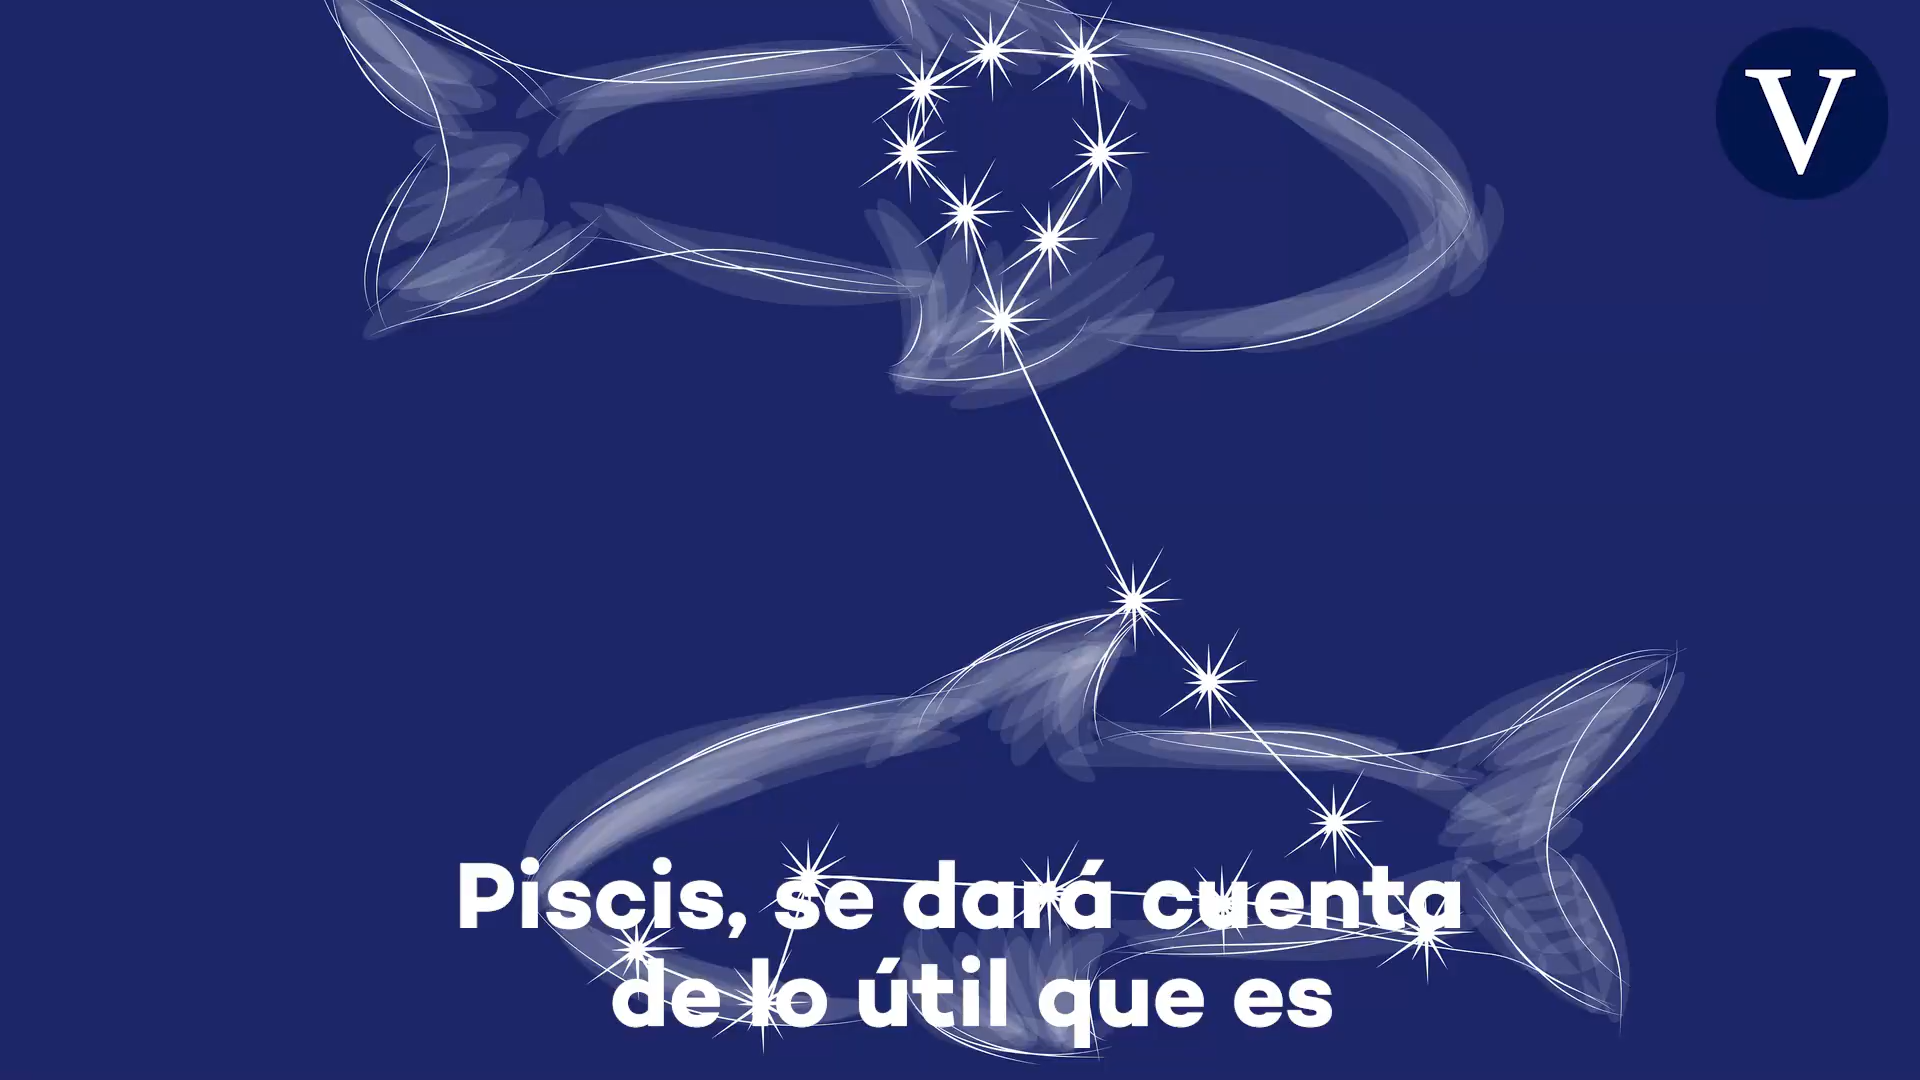 V
Piscis, se dará cuenta
de lo útil que es